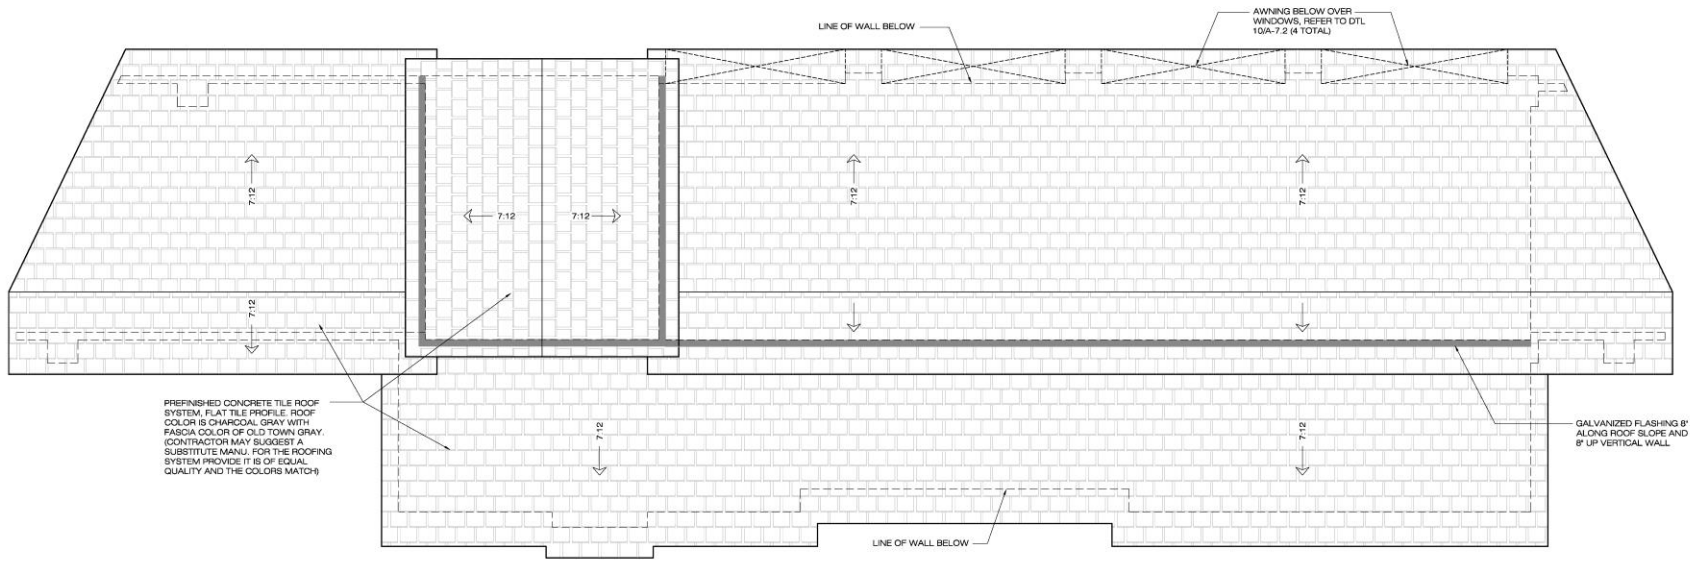 LINE OF WALL BELOW
AWNING BELOW OVER
WINDOWS, REFER TO DTL
10/A-7.2 (4 TOTAL)
7:12
7:12
7:12
7:12
7:12
7:12
PREFINISHED CONCRETE TILE ROOF
SYSTEM, FLAT TILE PROFILE. ROOF
COLOR IS CHARCOAL GRAY WITH
FASCIA COLOR OF OLD TOWN GRAY.
(CONTRACTOR MAY SUGGEST A
SUBSTITUTE MANU. FOR THE ROOFING
SYSTEM PROVIDE IT IS OF EQUAL
QUALITY AND THE COLORS MATCH)
7:12
7:12
GALVANIZED FLASHING 8"
ALONG ROOF SLOPE AND
8" UP VERTICAL WALL
LINE OF WALL BELOW